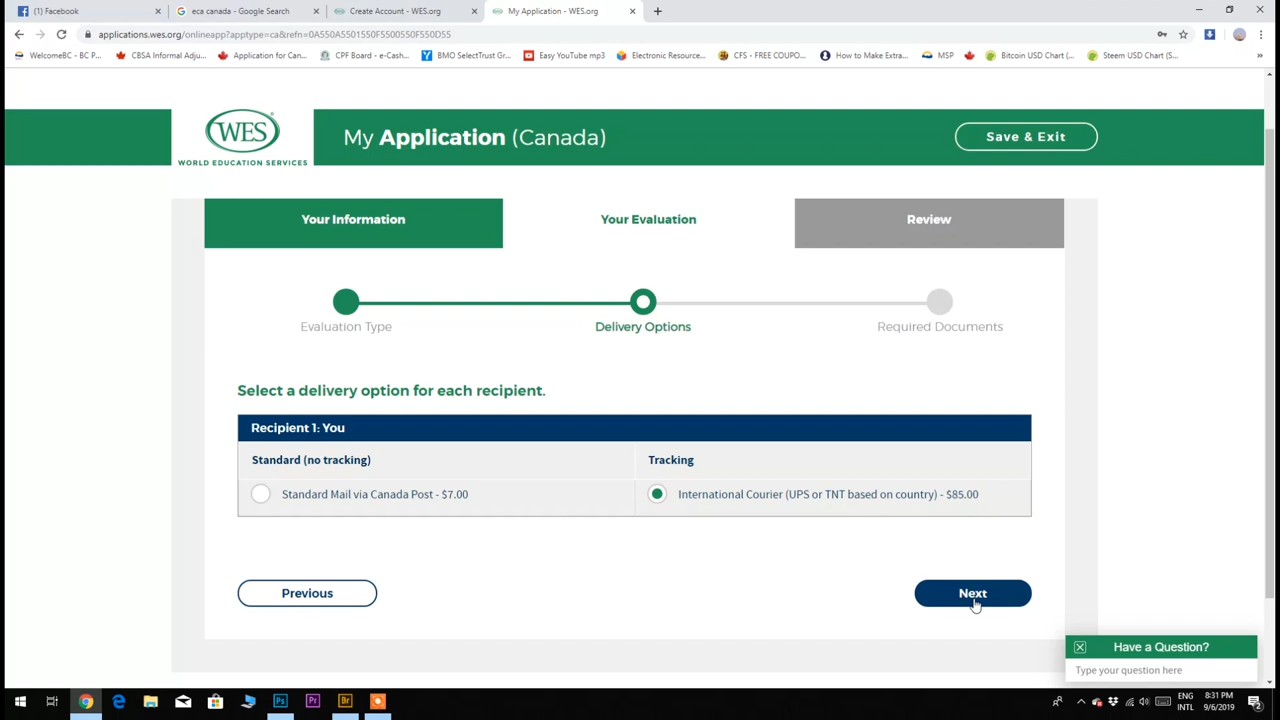 (1) Facebook
eca canada - Google Search
Create Account - WES.org
My Application - WES.org
applications.wes.org/onlineapp?apptype=ca&refn=0A550A5501550F5500550F550D55
WelcomeBC - BC P...
CBSA Informal Adju...
Application for Can...
CPF Board - e-Cash...
BMO SelectTrust Gr...
Easy YouTube mp3
Electronic Resource...
CFS - FREE COUPO...
How to Make Extra...
MSP
Bitcoin USD Chart (...
Steem USD Chart (S...
WES
WORLD EDUCATION SERVICES
My Application (Canada)
Save & Exit
Your Information
Your Evaluation
Review
Evaluation Type
Delivery Options
Required Documents
Select a delivery option for each recipient.
Recipient 1: You
Standard (no tracking)
Tracking
Standard Mail via Canada Post - $7.00
International Courier (UPS or TNT based on country) - $85.00
Previous
Next
Have a Question?
Type your question here
Ps
Pr
Br
ENG
INTL
8:31 PM
9/6/2019
2